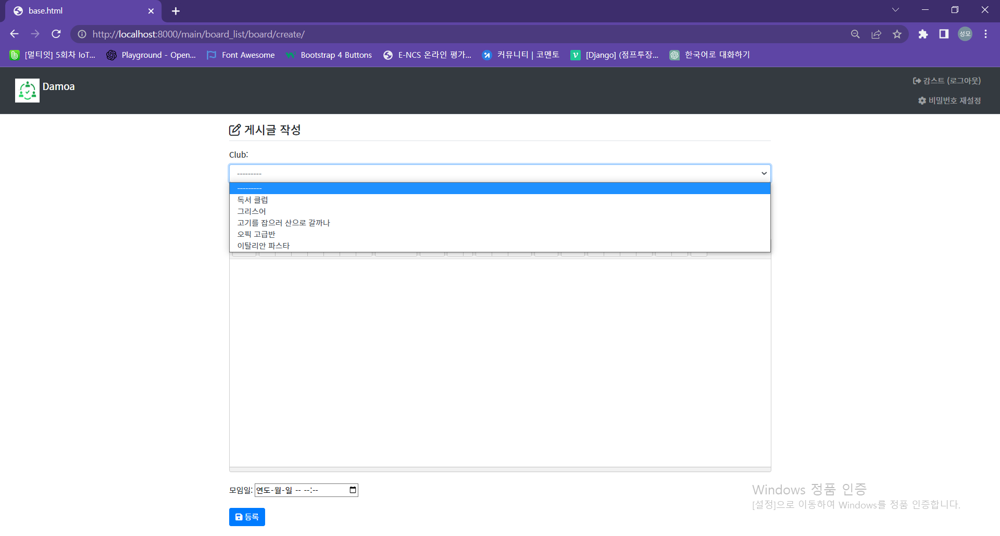 base.html
http://localhost:8000/main/board_list/board/create/
성모
[멀티잇] 5회차 IoT...
Playground - Open...
Font Awesome
Bootstrap 4 Buttons
E-NCS 온라인 평가...
커뮤니티 | 코멘토
[Django] (점프투장...
한국어로 대화하기
Damoa
감스트 (로그아웃)
비밀번호 재설정
게시글 작성
Club:
---------
---------
독서 클럽
그리스어
고기를 잡으러 산으로 갈까나
오픽 고급반
이탈리안 파스타
모임일: 연도-월-일 -- --:--
등록
Windows 정품 인증
[설정]으로 이동하여 Windows를 정품 인증합니다.